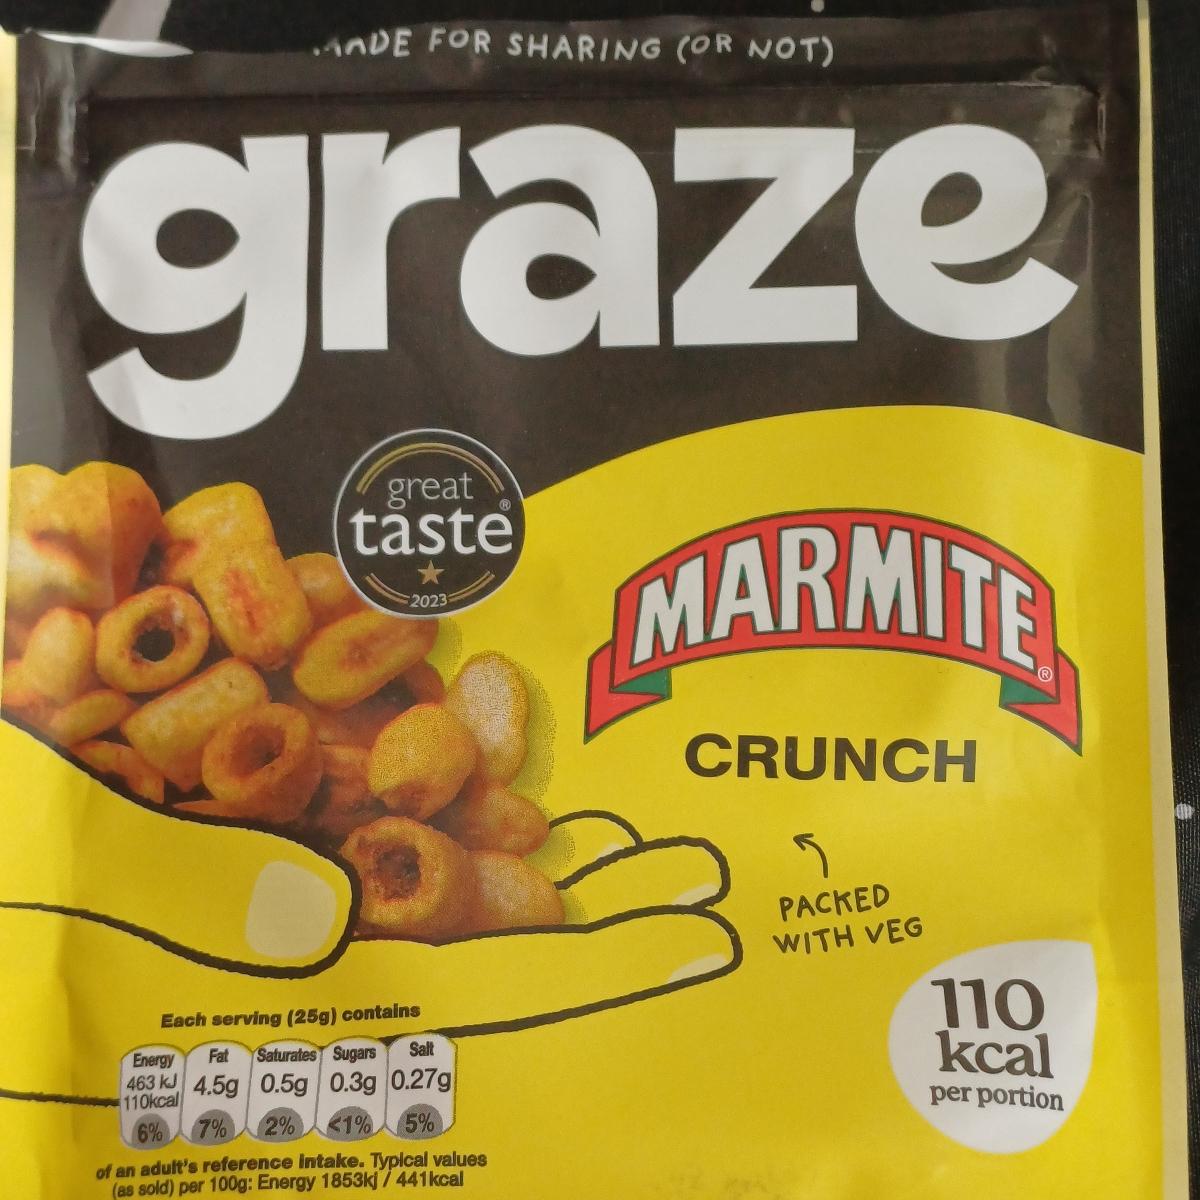 MADE FOR SHARING (OR NOT)
graze
great
taste®
2023
MARMITE®
CRUNCH
PACKED
WITH VEG
110
kcal
per portion
Each serving (25g) contains
Energy Fat Saturates Sugars Salt
463 kJ
110kcal 4.5g 0.5g 0.3g 0.27g
6% 7% 2% <1% 5%
of an adult's reference intake. Typical values
(as sold) per 100g: Energy 1853kj / 441kcal